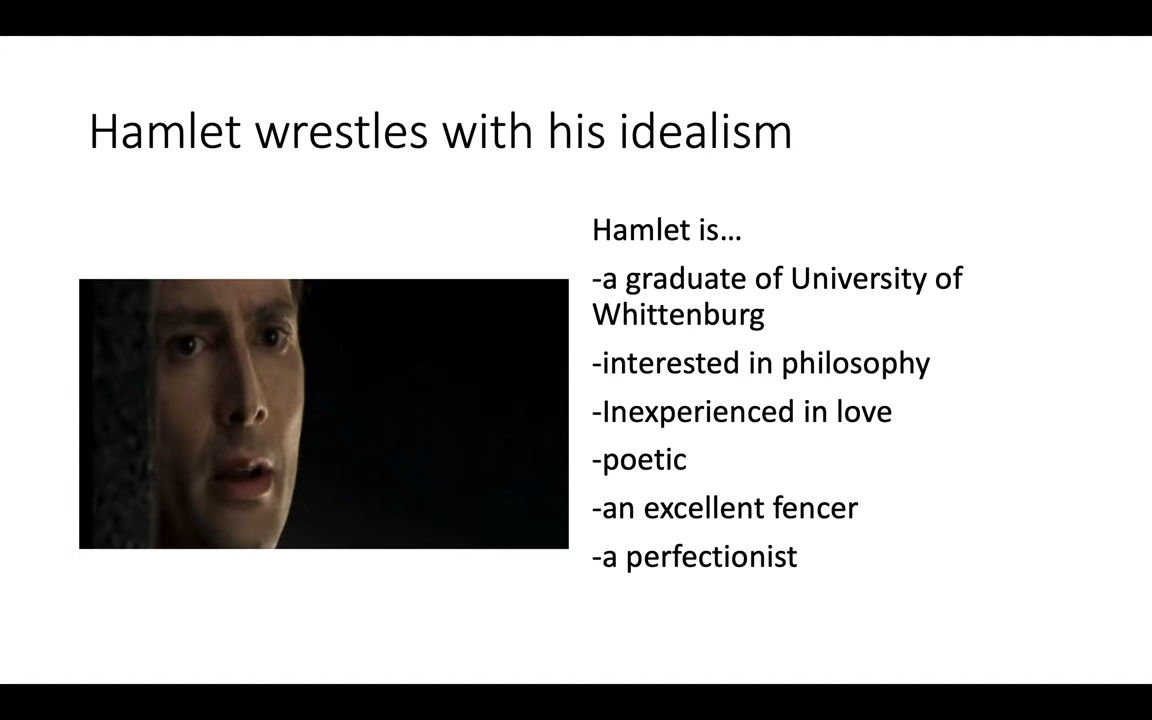 Hamlet wrestles with his idealism
Hamlet is...
-a graduate of University of
Whittenburg
-interested in philosophy
-Inexperienced in love
-poetic
-an excellent fencer
-a perfectionist